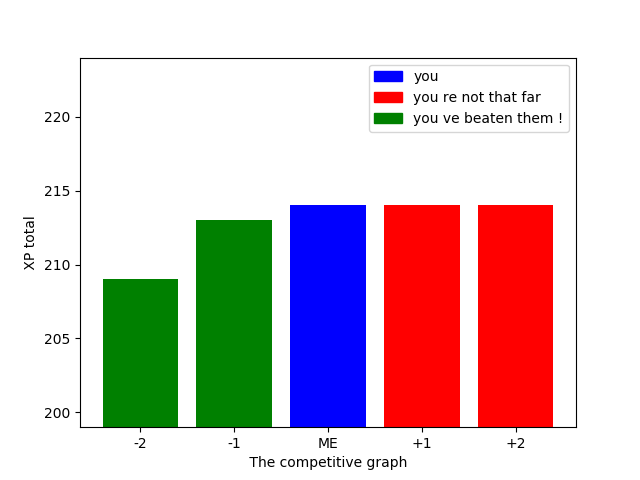 you
you re not that far
you ve beaten them !
XP total
220
215
210
205
200
-2 -1 ME +1 +2
The competitive graph